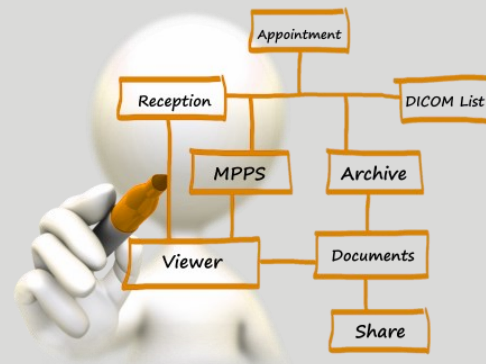 Appointment
Reception
DICOM List
MPPS
Archive
Viewer
Documents
Share